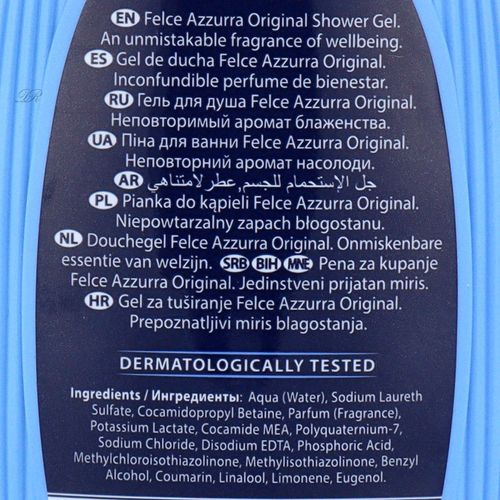 EN Felce Azzurra Original Shower Gel.
An unmistakable fragrance of wellbeing.
ES Gel de ducha Felce Azzurra Original.
Inconfundible perfume de bienestar.
RU Гель для душа Felce Azzurra Original.
Неповторимый аромат блаженства.
UA Піна для ванни Felce Azzurra Original.
Неповторний аромат насолоди.
AR جل الإستحمام للجسم,عطر لامتناهي
PL Pianka do kąpieli Felce Azzurra Original.
Niepowtarzalny zapach błogostanu.
NL Douchegel Felce Azzurra Original. Onmiskenbare
essentie van welzijn. SRB BIH MNE Pena za kupanje
Felce Azzurra Original. Jedinstveni prijatan miris.
HR Gel za tuširanje Felce Azzurra Original.
Prepoznatljivi miris blagostanja.
DERMATOLOGICALLY TESTED
Ingredients / Ингредиенты: Aqua (Water), Sodium Laureth
Sulfate, Cocamidopropyl Betaine, Parfum (Fragrance),
Potassium Lactate, Cocamide MEA, Polyquaternium-7,
Sodium Chloride, Disodium EDTA, Phosphoric Acid,
Methylchloroisothiazolinone, Methylisothiazolinone, Benzyl
Alcohol, Coumarin, Linalool, Limonene, Eugenol.